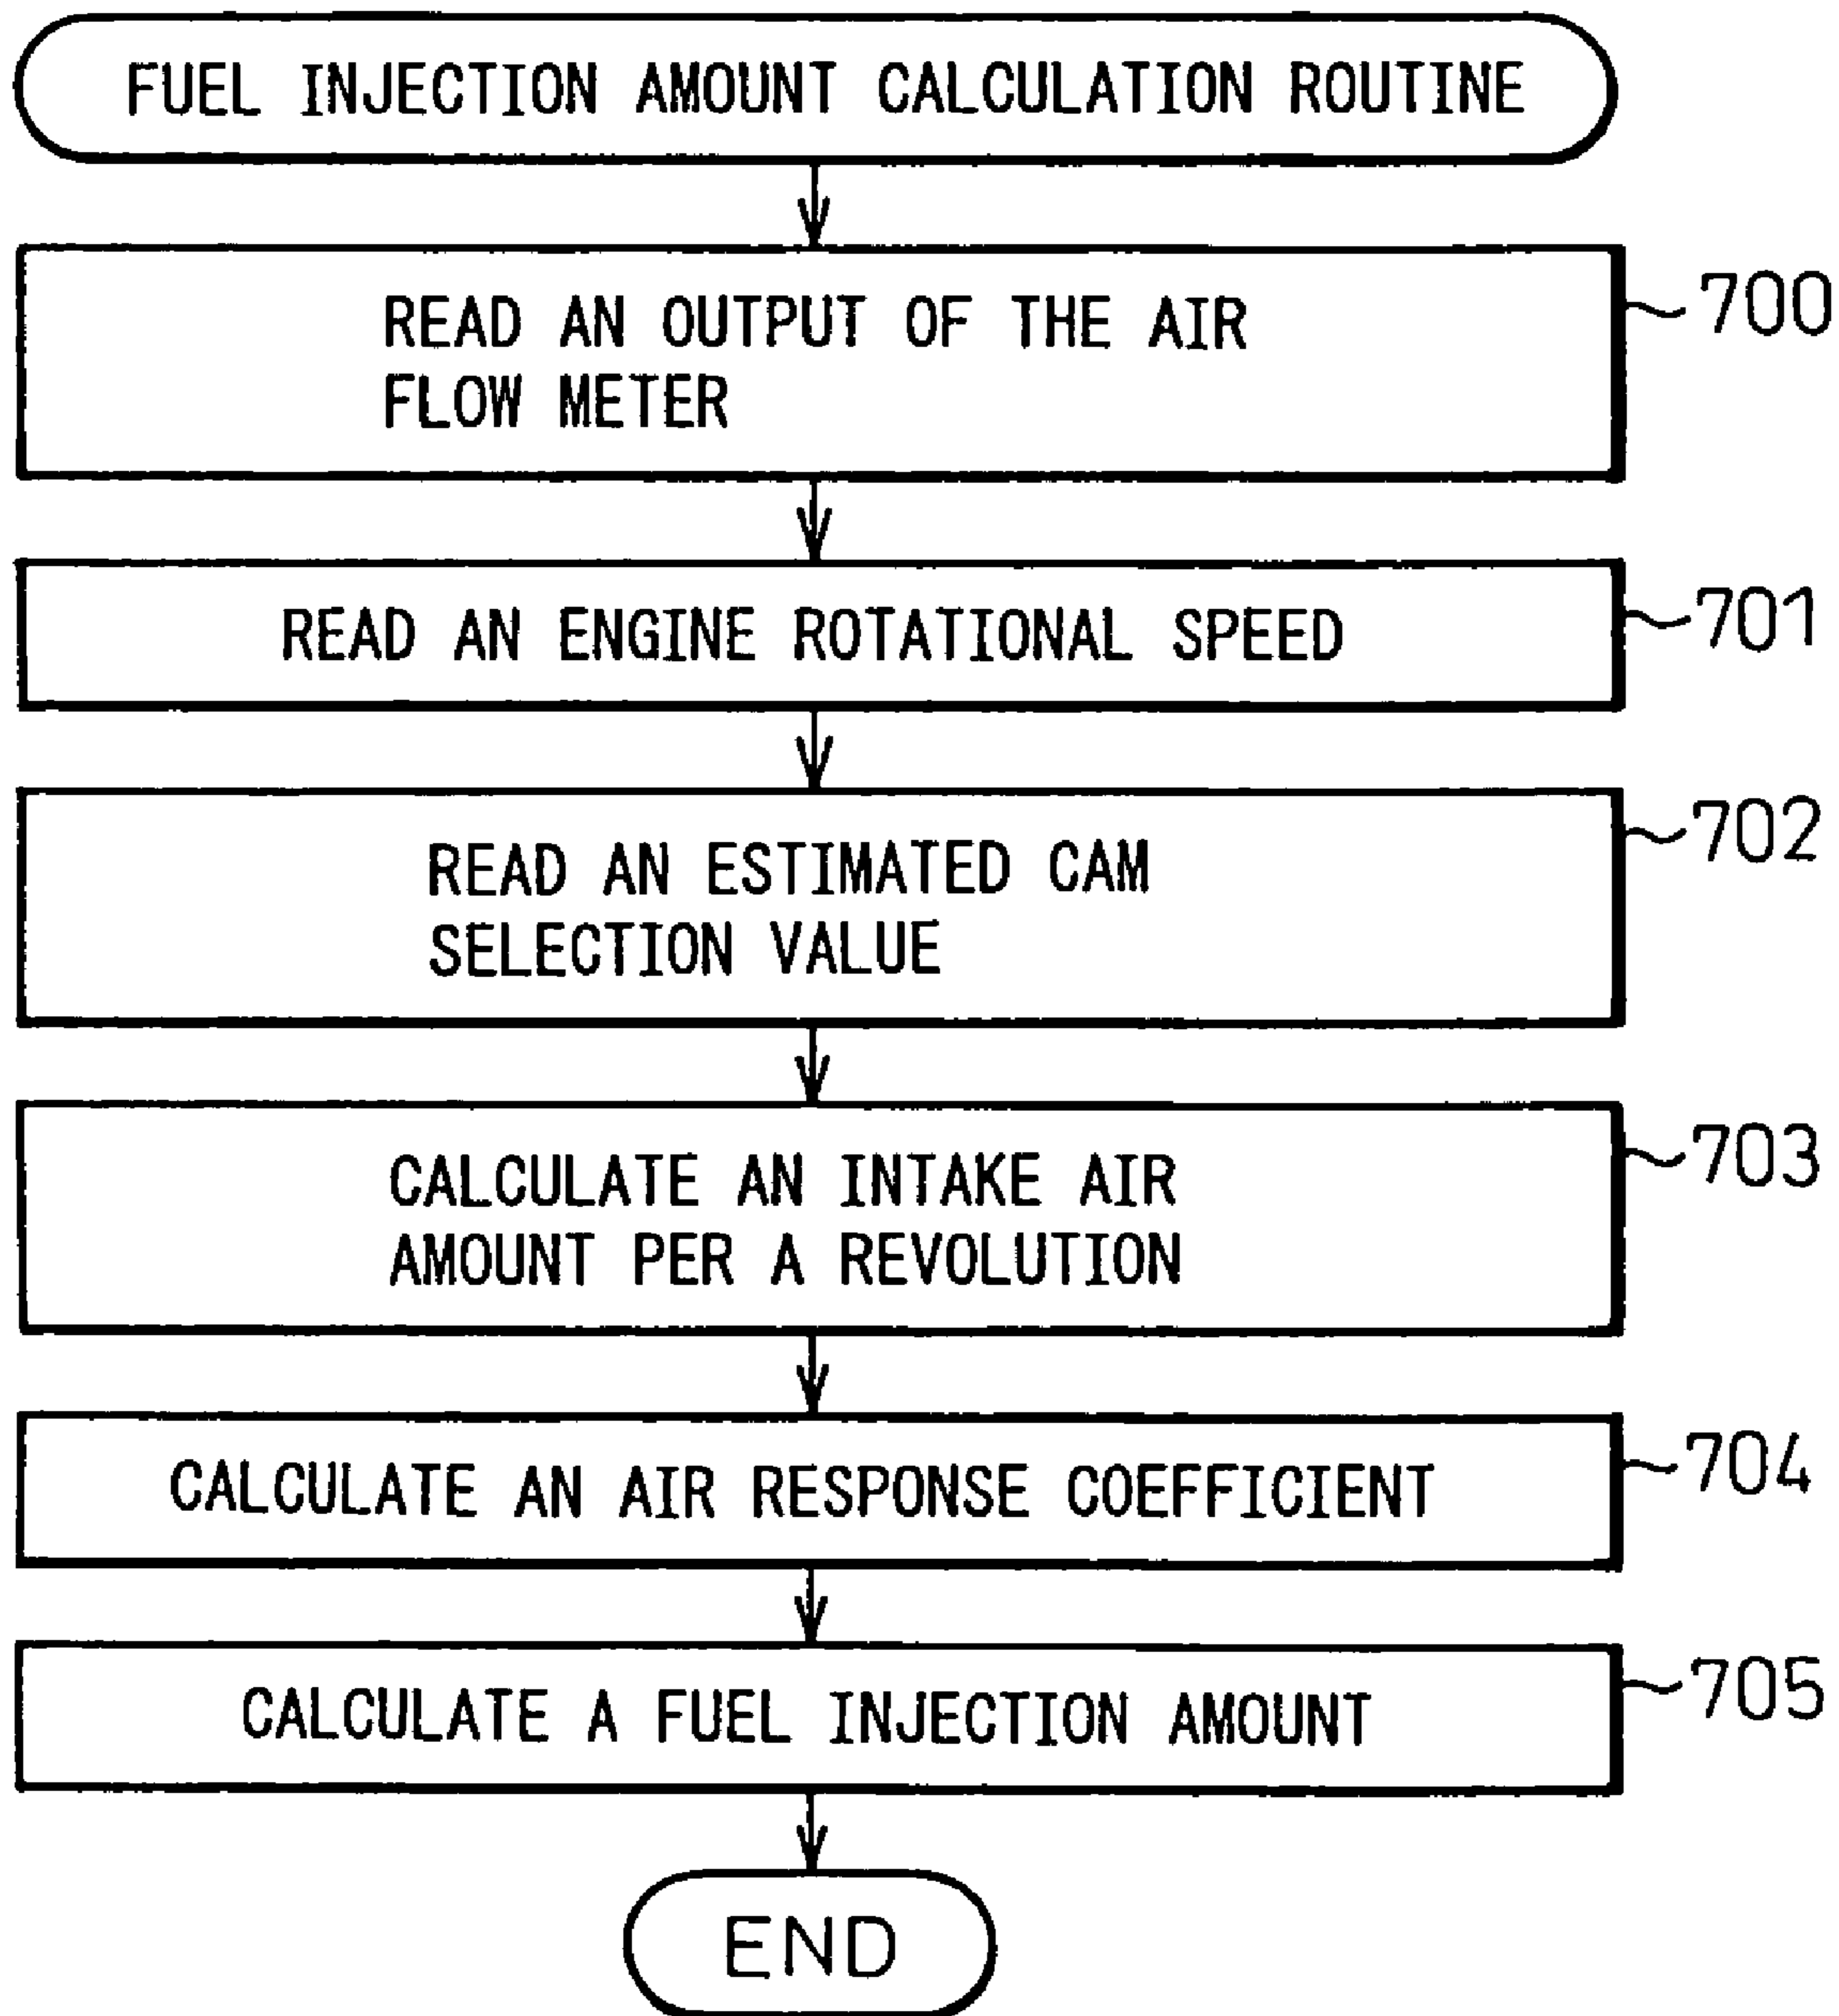 FUEL INJECTION AMOUNT CALCULATION ROUTINE
READ AN OUTPUT OF THE AIR
FLOW METER
700
READ AN ENGINE ROTATIONAL SPEED
701
READ AN ESTIMATED CAM
SELECTION VALUE
702
CALCULATE AN INTAKE AIR
AMOUNT PER A REVOLUTION
703
CALCULATE AN AIR RESPONSE COEFFICIENT
704
CALCULATE A FUEL INJECTION AMOUNT
705
END